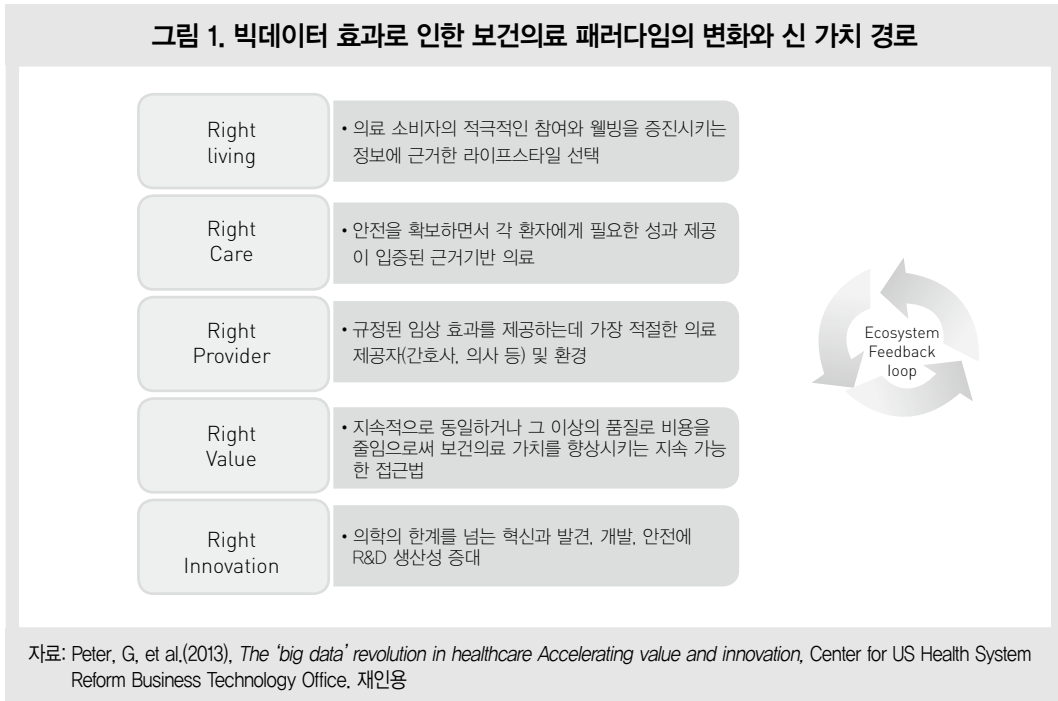 그림 1. 빅데이터 효과로 인한 보건의료 패러다임의 변화와 신 가치 경로
Right
living
• 의료 소비자의 적극적인 참여와 웰빙을 증진시키는
정보에 근거한 라이프스타일 선택
Right
Care
• 안전을 확보하면서 각 환자에게 필요한 성과 제공
이 입증된 근거기반 의료
Right
Provider
• 규정된 임상 효과를 제공하는데 가장 적절한 의료
제공자(간호사, 의사 등) 및 환경
Right
Value
• 지속적으로 동일하거나 그 이상의 품질로 비용을
줄임으로써 보건의료 가치를 향상시키는 지속 가능
한 접근법
Right
Innovation
• 의학의 한계를 넘는 혁신과 발견, 개발, 안전에
R&D 생산성 증대
Ecosystem
Feedback
loop
자료: Peter, G, et al.(2013), The ‘big data’ revolution in healthcare Accelerating value and innovation, Center for US Health System
Reform Business Technology Office. 재인용